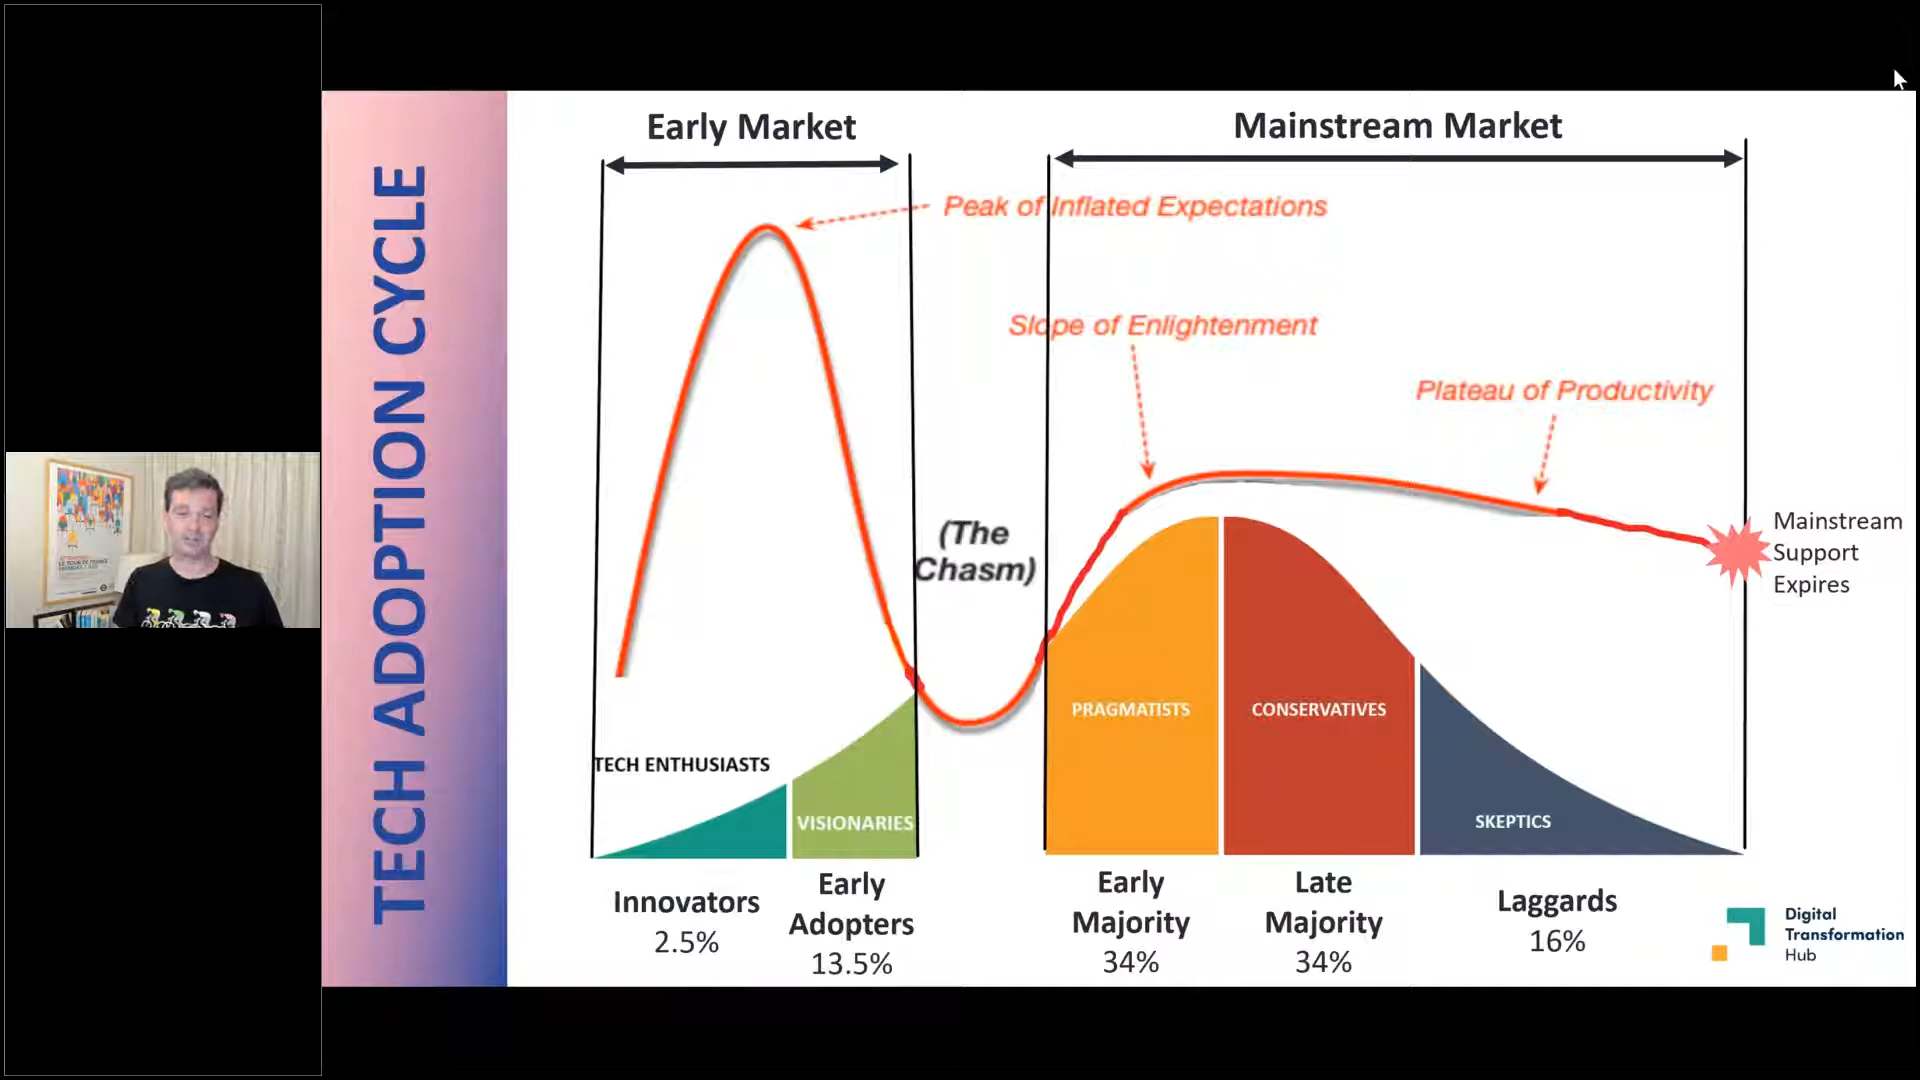 TECH ADOPTION CYCLE
Early Market
Mainstream Market
Peak of Inflated Expectations
Slope of Enlightenment
Plateau of Productivity
(The
Chasm)
Mainstream
Support
Expires
TECH ENTHUSIASTS
VISIONARIES
PRAGMATISTS
CONSERVATIVES
SKEPTICS
Innovators
2.5%
Early
Adopters
13.5%
Early
Majority
34%
Late
Majority
34%
Laggards
16%
Digital
Transformation
Hub